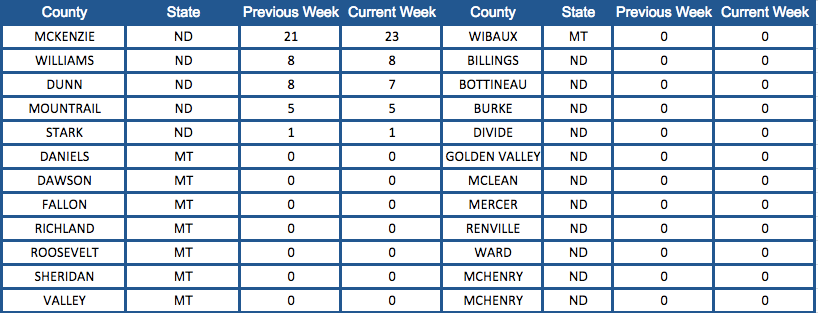 County State Previous Week Current Week County State Previous Week Current Week
MCKENZIE ND 21 23 WIBAUX MT 0 0
WILLIAMS ND 8 8 BILLINGS ND 0 0
DUNN ND 8 7 BOTTINEAU ND 0 0
MOUNTRAIL ND 5 5 BURKE ND 0 0
STARK ND 1 1 DIVIDE ND 0 0
DANIELS MT 0 0 GOLDEN VALLEY ND 0 0
DAWSON MT 0 0 MCLEAN ND 0 0
FALLON MT 0 0 MERCER ND 0 0
RICHLAND MT 0 0 RENVILLE ND 0 0
ROOSEVELT MT 0 0 WARD ND 0 0
SHERIDAN MT 0 0 MCHENRY ND 0 0
VALLEY MT 0 0 MCHENRY ND 0 0